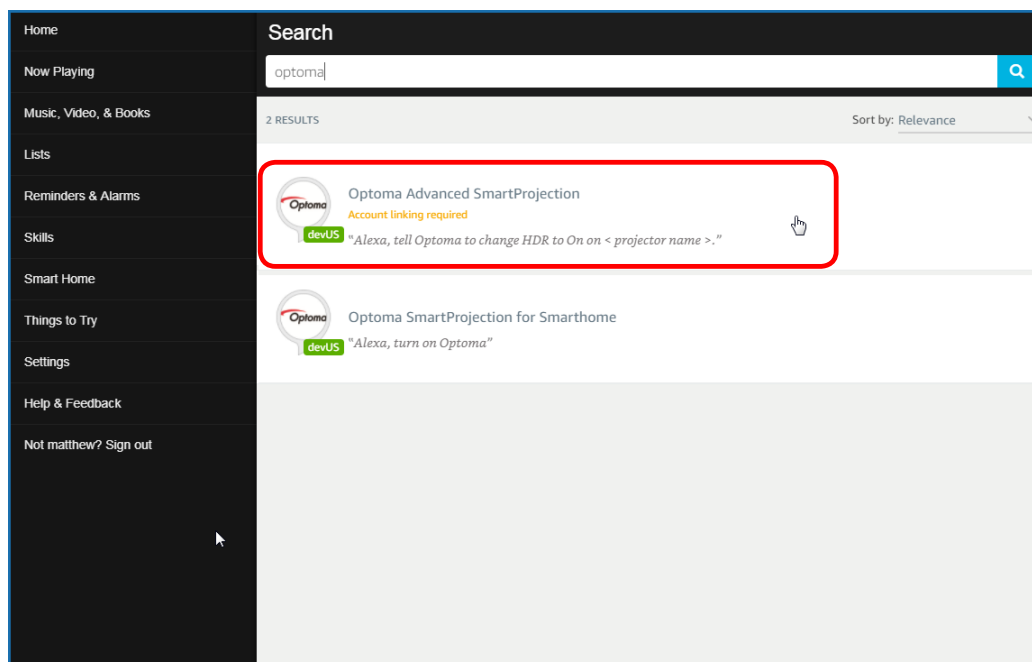 Home
Now Playing
Music, Video, & Books
Lists
Reminders & Alarms
Skills
Smart Home
Things to Try
Settings
Help & Feedback
Not matthew? Sign out
Search
optoma
2 RESULTS
Sort by: Relevance
Optoma
devUS
Optoma Advanced SmartProjection
Account linking required
"Alexa, tell Optoma to change HDR to On on < projector name >."
Optoma
devUS
Optoma SmartProjection for Smarthome
"Alexa, turn on Optoma"